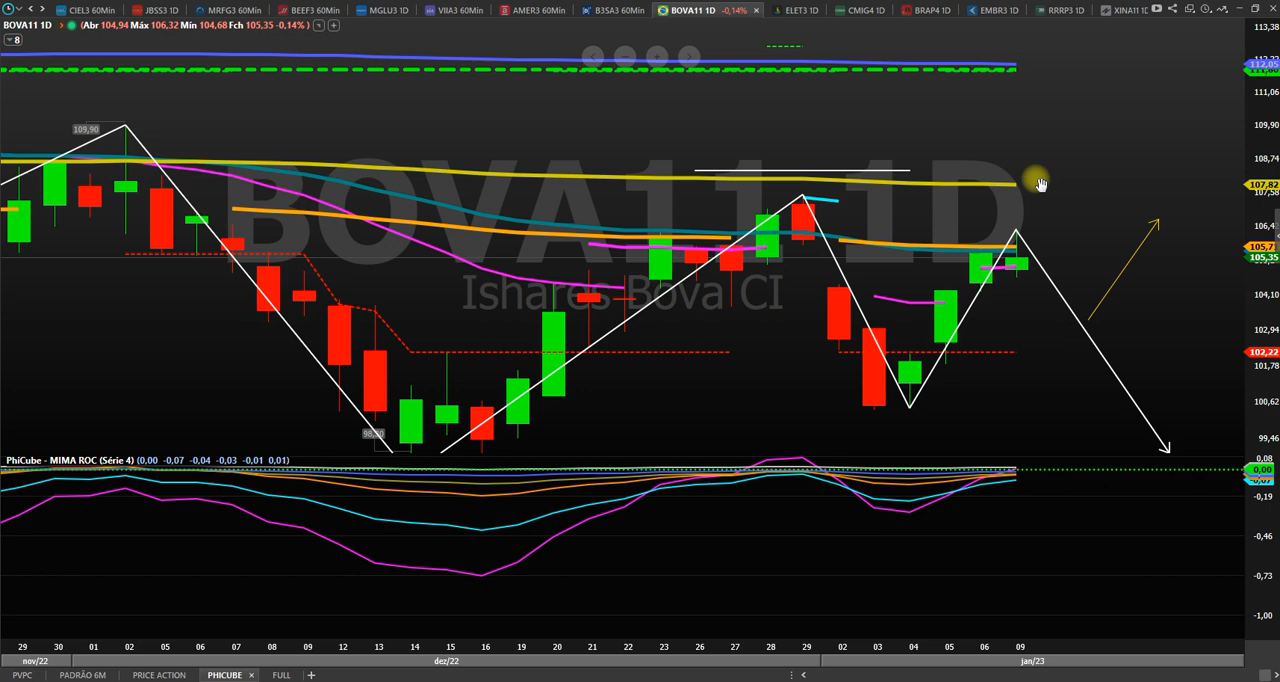 CIEL3 60Min JBSS3 1D MRFG3 60Min BEEF3 60Min MGLU3 1D VIIA3 60Min AMER3 60Min B3SA3 60Min BOVA11 1D -0,14% × ELET3 1D CMIG4 1D BRAP4 1D EMBR3 1D RRRP3 1D XINA11 1D
BOVA11 1D (Abr 104,94 Máx 106,32 Mín 104,68 Fch 105,35 -0,14% )
8
113,38
112,05
111,06
109,90
109,90
108,74
BOVA11 1D
107,82
107,58
105,7
105,35
Ishares Bova CI
104,10
102,22
101,78
100,62
99,46
PhiCube - MIMA ROC (Série 4) (0,00 -0,07 -0,04 -0,03 -0,01 0,01)
0,08
0,00
-0,19
-0,46
-0,73
-1,00
29 30 01 02 05 06 07 08 09 12 13 14 15 16 19 20 21 22 23 26 27 28 29 02 03 04 05 06 09
nov/22 dez/22 jan/23
PVPC PADRÃO 6M PRICE ACTION PHICUBE × FULL +